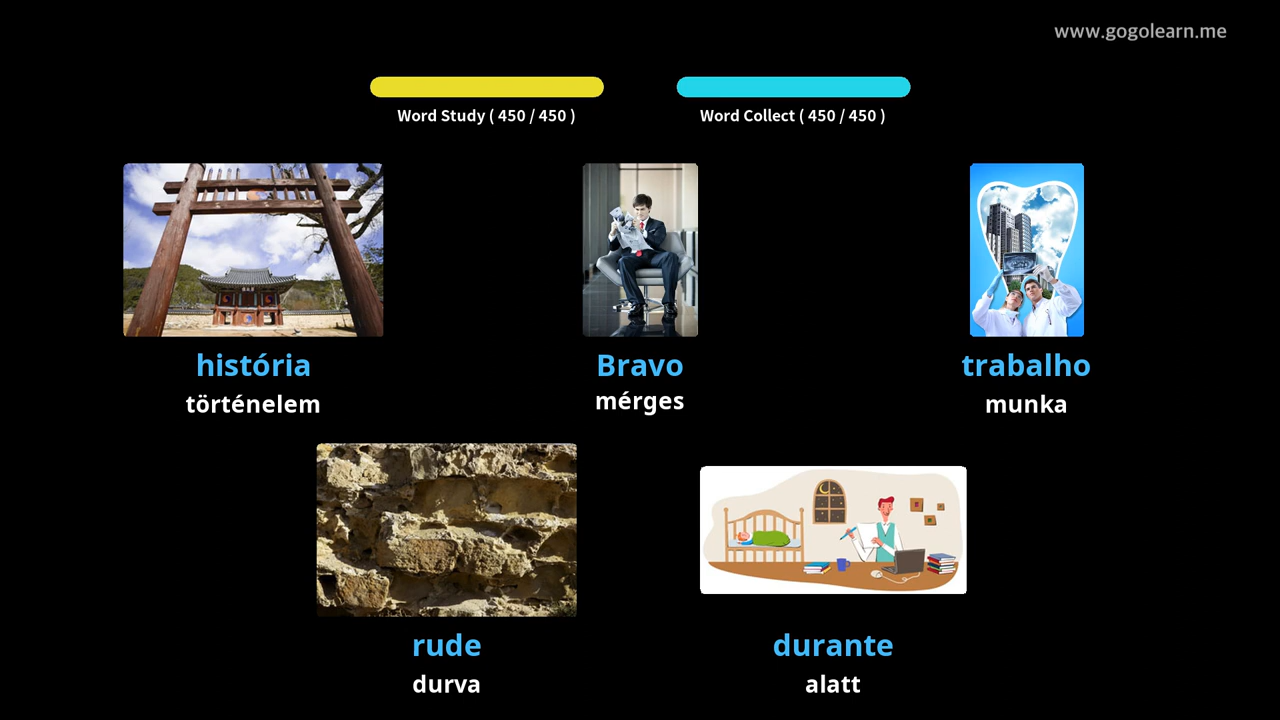 www.gogolearn.me
Word Study ( 450 / 450 )
Word Collect ( 450 / 450 )
história
Bravo
trabalho
történelem
mérges
munka
rude
durante
durva
alatt